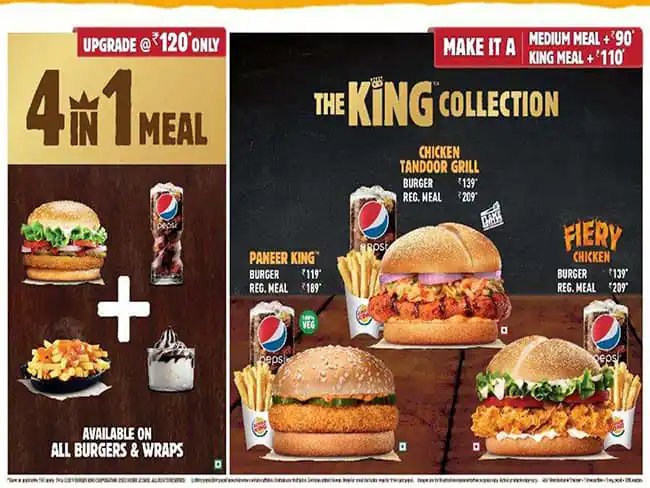 UPGRADE @ ₹120* ONLY
4 IN 1 MEAL
pepsi
AVAILABLE ON
ALL BURGERS & WRAPS
MAKE IT A
MEDIUM MEAL + ₹90*
KING MEAL + ₹110*
THE KING COLLECTION
CHICKEN
TANDOOR GRILL
BURGER ₹139*
REG. MEAL ₹209*
pepsi
PANEER KING™
BURGER ₹119*
REG. MEAL ₹189*
100%
VEG
pepsi
FIERY
CHICKEN
BURGER ₹139*
REG. MEAL ₹209*
pepsi